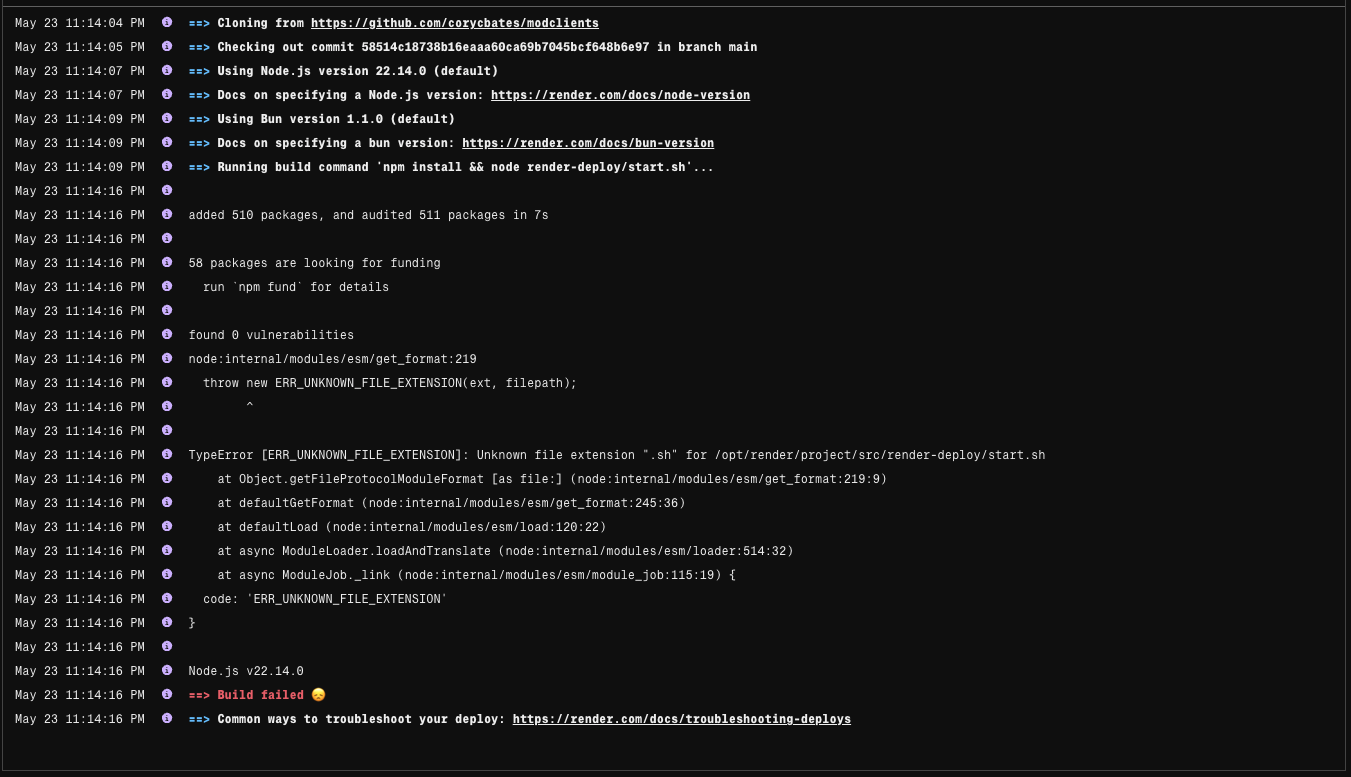 May 23 11:14:04 PM ==> Cloning from https://github.com/corycbates/modclients
May 23 11:14:05 PM ==> Checking out commit 58514c18738b16eaaa60ca69b7045bcf648b6e97 in branch main
May 23 11:14:07 PM ==> Using Node.js version 22.14.0 (default)
May 23 11:14:07 PM ==> Docs on specifying a Node.js version: https://render.com/docs/node-version
May 23 11:14:09 PM ==> Using Bun version 1.1.0 (default)
May 23 11:14:09 PM ==> Docs on specifying a bun version: https://render.com/docs/bun-version
May 23 11:14:09 PM ==> Running build command 'npm install && node render-deploy/start.sh'...
May 23 11:14:16 PM
May 23 11:14:16 PM added 510 packages, and audited 511 packages in 7s
May 23 11:14:16 PM
May 23 11:14:16 PM 58 packages are looking for funding
May 23 11:14:16 PM run `npm fund` for details
May 23 11:14:16 PM
May 23 11:14:16 PM found 0 vulnerabilities
May 23 11:14:16 PM node:internal/modules/esm/get_format:219
May 23 11:14:16 PM throw new ERR_UNKNOWN_FILE_EXTENSION(ext, filepath);
May 23 11:14:16 PM ^
May 23 11:14:16 PM
May 23 11:14:16 PM TypeError [ERR_UNKNOWN_FILE_EXTENSION]: Unknown file extension ".sh" for /opt/render/project/src/render-deploy/start.sh
May 23 11:14:16 PM at Object.getFileProtocolModuleFormat [as file:] (node:internal/modules/esm/get_format:219:9)
May 23 11:14:16 PM at defaultGetFormat (node:internal/modules/esm/get_format:245:36)
May 23 11:14:16 PM at defaultLoad (node:internal/modules/esm/load:120:22)
May 23 11:14:16 PM at async ModuleLoader.loadAndTranslate (node:internal/modules/esm/loader:514:32)
May 23 11:14:16 PM at async ModuleJob._link (node:internal/modules/esm/module_job:115:19) {
May 23 11:14:16 PM code: 'ERR_UNKNOWN_FILE_EXTENSION'
May 23 11:14:16 PM }
May 23 11:14:16 PM
May 23 11:14:16 PM Node.js v22.14.0
May 23 11:14:16 PM ==> Build failed 😞
May 23 11:14:16 PM ==> Common ways to troubleshoot your deploy: https://render.com/docs/troubleshooting-deploys